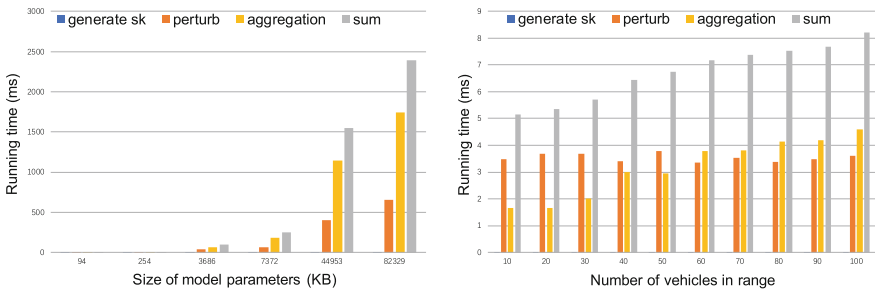 generate sk perturb aggregation sum
3000
2500
2000
1500
1000
500
0
Running time (ms)
94 254 3686 7372 44953 82329
Size of model parameters (KB)
generate sk perturb aggregation sum
9
8
7
6
5
4
3
2
1
0
Running time (ms)
10 20 30 40 50 60 70 80 90 100
Number of vehicles in range